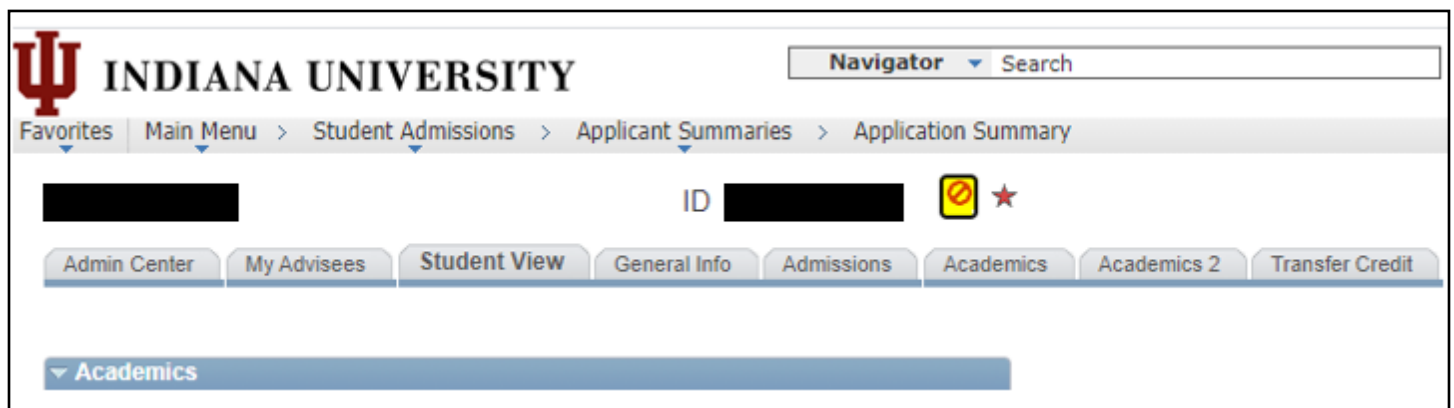 INDIANA UNIVERSITY
Navigator Search
Favorites Main Menu > Student Admissions > Applicant Summaries > Application Summary
ID
Admin Center My Advisees Student View General Info Admissions Academics Academics 2 Transfer Credit
Academics